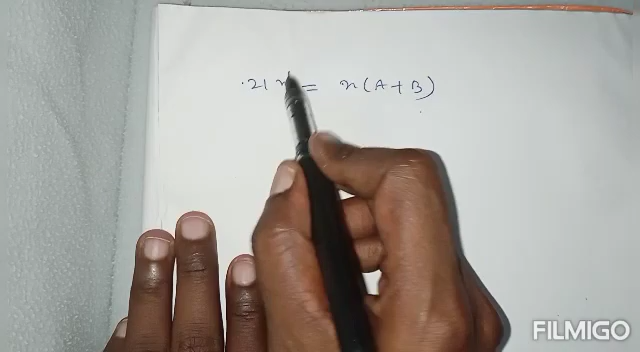 .21 x = x(A+B)
FILMIGO